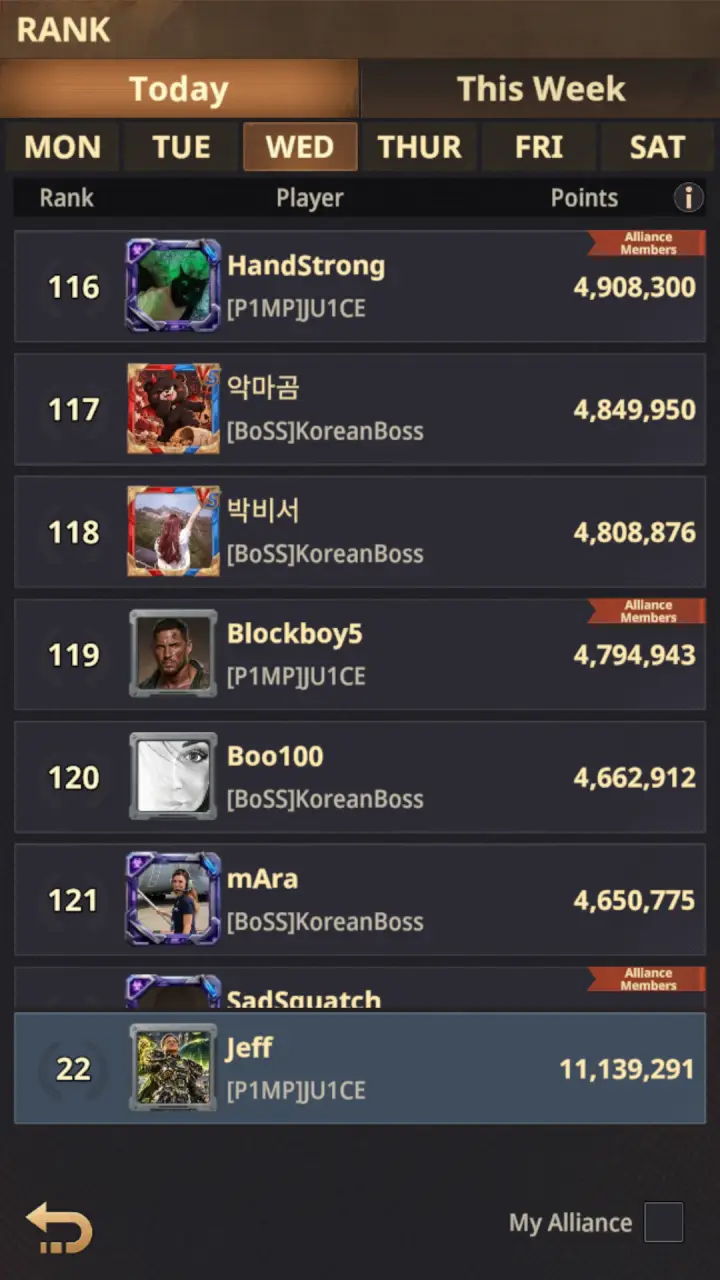 RANK
Today
This Week
MON TUE WED THUR FRI SAT
Rank Player Points
Alliance
Members
116 HandStrong 4,908,300
[P1MP]JU1CE
117 악마곰 4,849,950
[BoSS]KoreanBoss
118 박비서 4,808,876
[BoSS]KoreanBoss
Alliance
Members
119 Blockboy5 4,794,943
[P1MP]JU1CE
120 Boo100 4,662,912
[BoSS]KoreanBoss
121 mAra 4,650,775
[BoSS]KoreanBoss
Alliance
Members
SadSquatch
22 Jeff 11,139,291
[P1MP]JU1CE
My Alliance